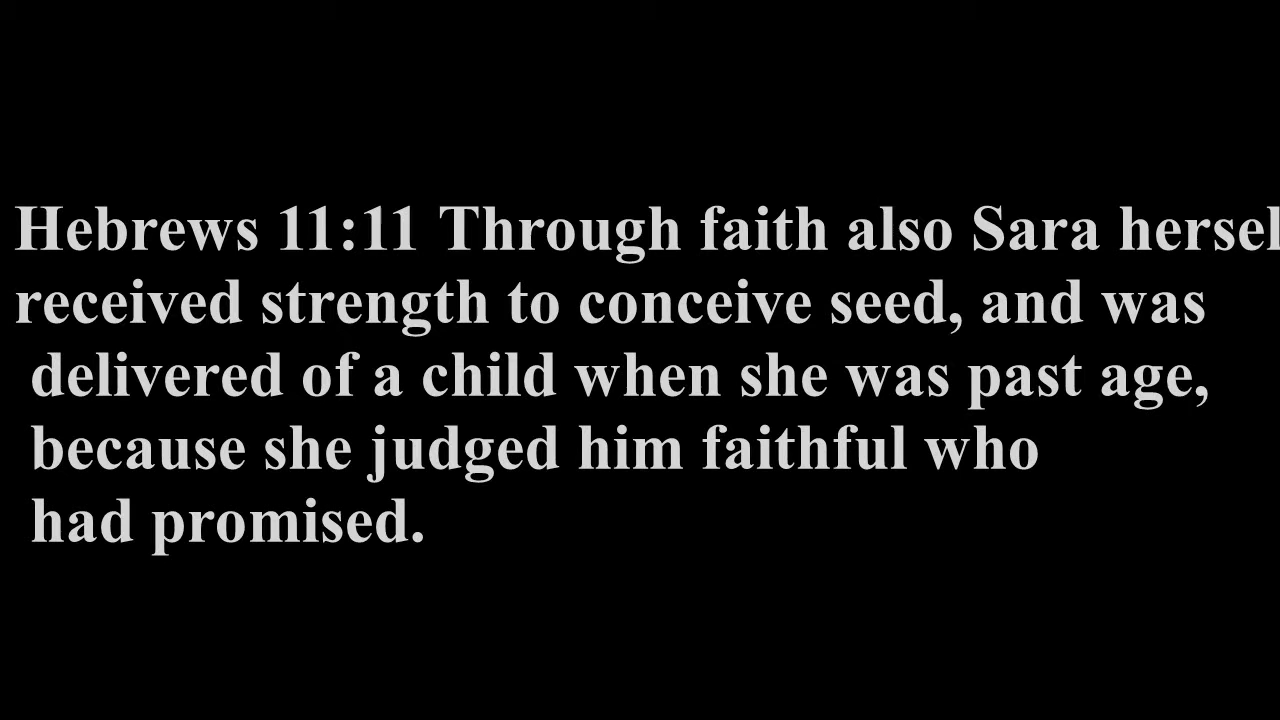 Hebrews 11:11 Through faith also Sara hersel
received strength to conceive seed, and was
delivered of a child when she was past age,
because she judged him faithful who
had promised.